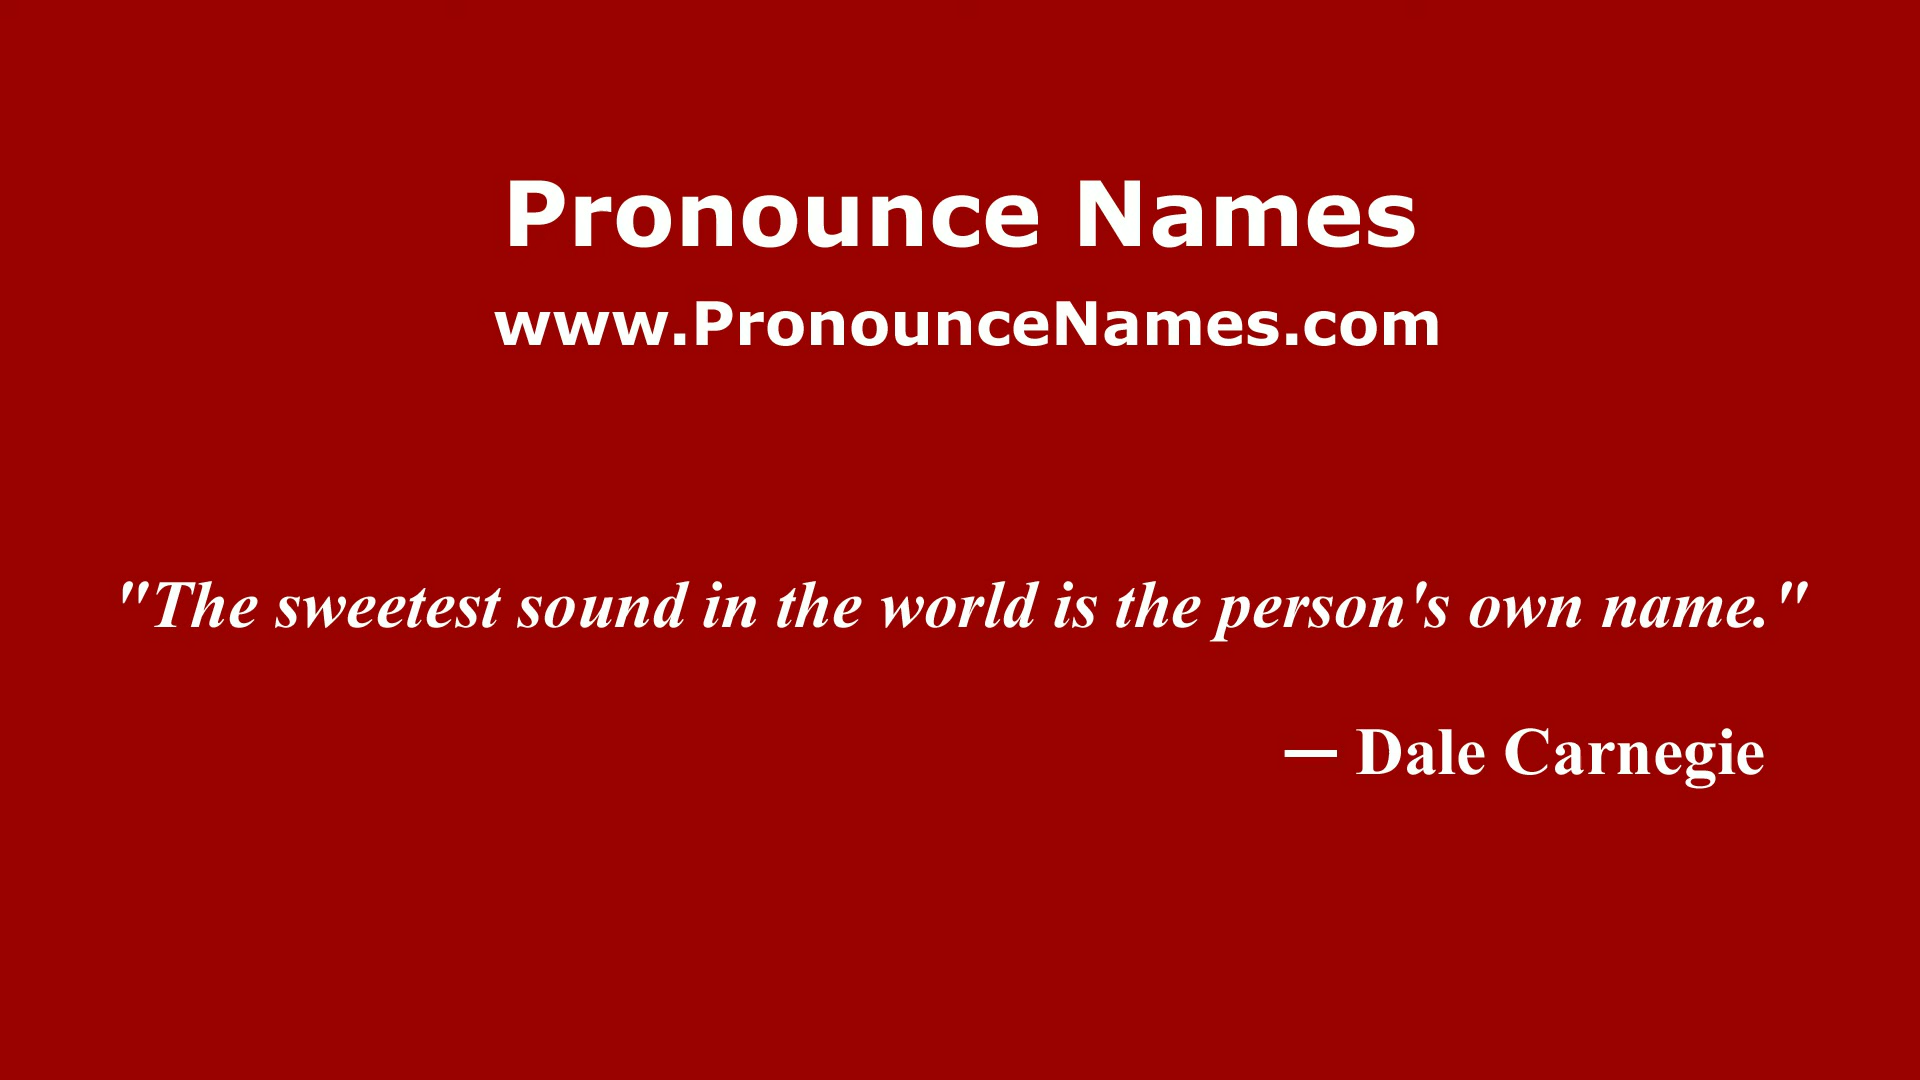 Pronounce Names
www.PronounceNames.com
"The sweetest sound in the world is the person's own name."
— Dale Carnegie